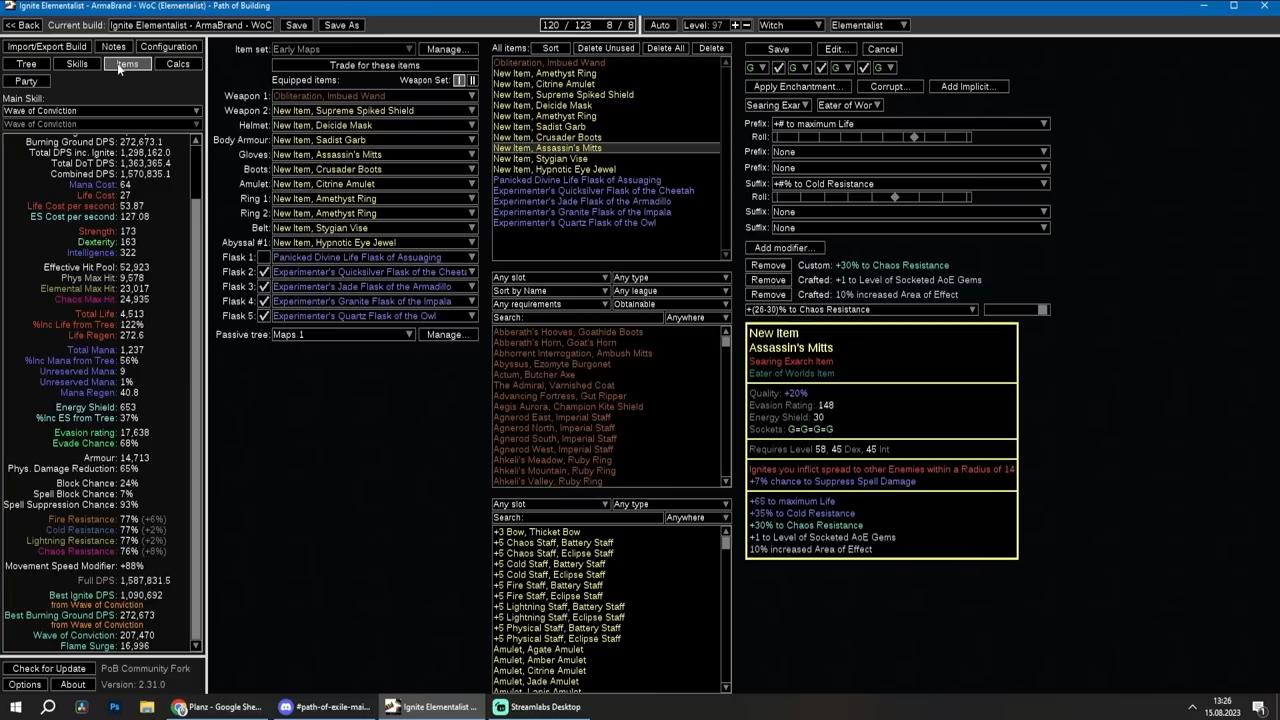 Ignite Elementalist - ArmaBrand - WoC (Elementalist) - Path of Building
<< Back
Current build:
Ignite Elementalist - ArmaBrand - WoC
Save
Save As
120 / 123 8 / 8
Auto
Level: 97
Witch
Elementalist
Import/Export Build
Notes
Configuration
Tree
Skills
Items
Calcs
Party
Main Skill:
Wave of Conviction
Wave of Conviction
Burning Ground DPS: 272,673.1
Total DPS inc. Ignite: 1,298,162.0
Total DoT DPS: 1,363,365.4
Combined DPS: 1,570,835.1
Mana Cost: 64
Life Cost: 27
Life Cost per second: 53.87
ES Cost per second: 127.08
Strength: 173
Dexterity: 163
Intelligence: 322
Effective Hit Pool: 52,923
Phys Max Hit: 9,578
Elemental Max Hit: 23,017
Chaos Max Hit: 24,935
Total Life: 4,513
%Inc Life from Tree: 122%
Life Regen: 272.6
Total Mana: 1,237
%Inc Mana from Tree: 56%
Unreserved Mana: 9
Unreserved Mana: 1%
Mana Regen: 40.8
Energy Shield: 653
%Inc ES from Tree: 37%
Evasion rating: 17,638
Evade Chance: 68%
Armour: 14,713
Phys. Damage Reduction: 65%
Block Chance: 24%
Spell Block Chance: 7%
Spell Suppression Chance: 93%
Fire Resistance: 77% (+6%)
Cold Resistance: 77% (+2%)
Lightning Resistance: 77% (+2%)
Chaos Resistance: 76% (+8%)
Movement Speed Modifier: +88%
Full DPS: 1,587,831.5
Best Ignite DPS: 1,090,692
from Wave of Conviction
Best Burning Ground DPS: 272,673
from Wave of Conviction
Wave of Conviction: 207,470
Flame Surge: 16,996
Check for Update
PoB Community Fork
Options
About
Version: 2.31.0
Item set:
Early Maps
Manage...
Trade for these items
Equipped items:
Weapon Set:
I
II
Weapon 1: Obliteration, Imbued Wand
Weapon 2: New Item, Supreme Spiked Shield
Helmet: New Item, Deicide Mask
Body Armour: New Item, Sadist Garb
Gloves: New Item, Assassin's Mitts
Boots: New Item, Crusader Boots
Amulet: New Item, Citrine Amulet
Ring 1: New Item, Amethyst Ring
Ring 2: New Item, Amethyst Ring
Belt: New Item, Stygian Vise
Abyssal #1: New Item, Hypnotic Eye Jewel
Flask 1: Panicked Divine Life Flask of Assuaging
Flask 2: Experimenter's Quicksilver Flask of the Cheeta
Flask 3: Experimenter's Jade Flask of the Armadillo
Flask 4: Experimenter's Granite Flask of the Impala
Flask 5: Experimenter's Quartz Flask of the Owl
Passive tree: Maps 1
Manage...
All items:
Sort
Delete Unused
Delete All
Delete
Obliteration, Imbued Wand
New Item, Amethyst Ring
New Item, Citrine Amulet
New Item, Supreme Spiked Shield
New Item, Deicide Mask
New Item, Amethyst Ring
New Item, Sadist Garb
New Item, Crusader Boots
New Item, Assassin's Mitts
New Item, Stygian Vise
New Item, Hypnotic Eye Jewel
Panicked Divine Life Flask of Assuaging
Experimenter's Quicksilver Flask of the Cheetah
Experimenter's Jade Flask of the Armadillo
Experimenter's Granite Flask of the Impala
Experimenter's Quartz Flask of the Owl
Any slot
Any type
Sort by Name
Any league
Any requirements
Obtainable
Search:
Anywhere
Abberath's Hooves, Goathide Boots
Abberath's Horn, Goat's Horn
Abhorrent Interrogation, Ambush Mitts
Abyssus, Ezomyte Burgonet
Actum, Butcher Axe
The Admiral, Varnished Coat
Advancing Fortress, Gut Ripper
Aegis Aurora, Champion Kite Shield
Agnerod East, Imperial Staff
Agnerod North, Imperial Staff
Agnerod South, Imperial Staff
Agnerod West, Imperial Staff
Ahkeli's Meadow, Ruby Ring
Ahkeli's Mountain, Ruby Ring
Ahkeli's Valley, Ruby Ring
Any slot
Any type
Search:
Anywhere
+3 Bow, Thicket Bow
+5 Chaos Staff, Battery Staff
+5 Chaos Staff, Eclipse Staff
+5 Cold Staff, Battery Staff
+5 Cold Staff, Eclipse Staff
+5 Fire Staff, Battery Staff
+5 Fire Staff, Eclipse Staff
+5 Lightning Staff, Battery Staff
+5 Lightning Staff, Eclipse Staff
+5 Physical Staff, Battery Staff
+5 Physical Staff, Eclipse Staff
Amulet, Agate Amulet
Amulet, Amber Amulet
Amulet, Citrine Amulet
Amulet, Jade Amulet
Amulet, Lapis Amulet
Save
Edit...
Cancel
G
G
G
G
Apply Enchantment...
Corrupt...
Add Implicit...
Searing Exar
Eater of Wor
Prefix: +# to maximum Life
Roll:
Prefix: None
Prefix: None
Suffix: +#% to Cold Resistance
Roll:
Suffix: None
Suffix: None
Add modifier...
Remove Custom: +30% to Chaos Resistance
Remove Crafted: +1 to Level of Socketed AoE Gems
Remove Crafted: 10% increased Area of Effect
+(26-30)% to Chaos Resistance
New Item
Assassin's Mitts
Searing Exarch Item
Eater of Worlds Item
Quality: +20%
Evasion Rating: 148
Energy Shield: 30
Sockets: G=G=G=G
Requires Level 58, 45 Dex, 45 Int
Ignites you inflict spread to other Enemies within a Radius of 14
+7% chance to Suppress Spell Damage
+65 to maximum Life
+35% to Cold Resistance
+30% to Chaos Resistance
+1 to Level of Socketed AoE Gems
10% increased Area of Effect
Planz - Google She...
#path-of-exile-mai...
Ignite Elementalist ...
Streamlabs Desktop
13:26
15.08.2023